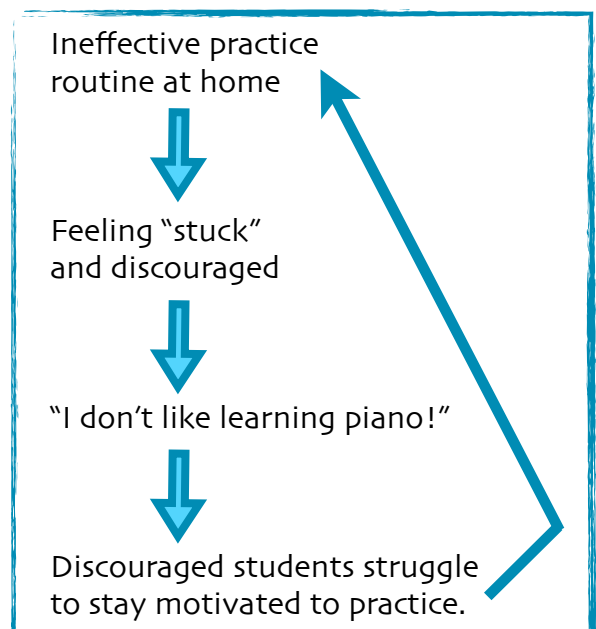 Ineffective practice
routine at home
Feeling “stuck”
and discouraged
“I don’t like learning piano!”
Discouraged students struggle
to stay motivated to practice.